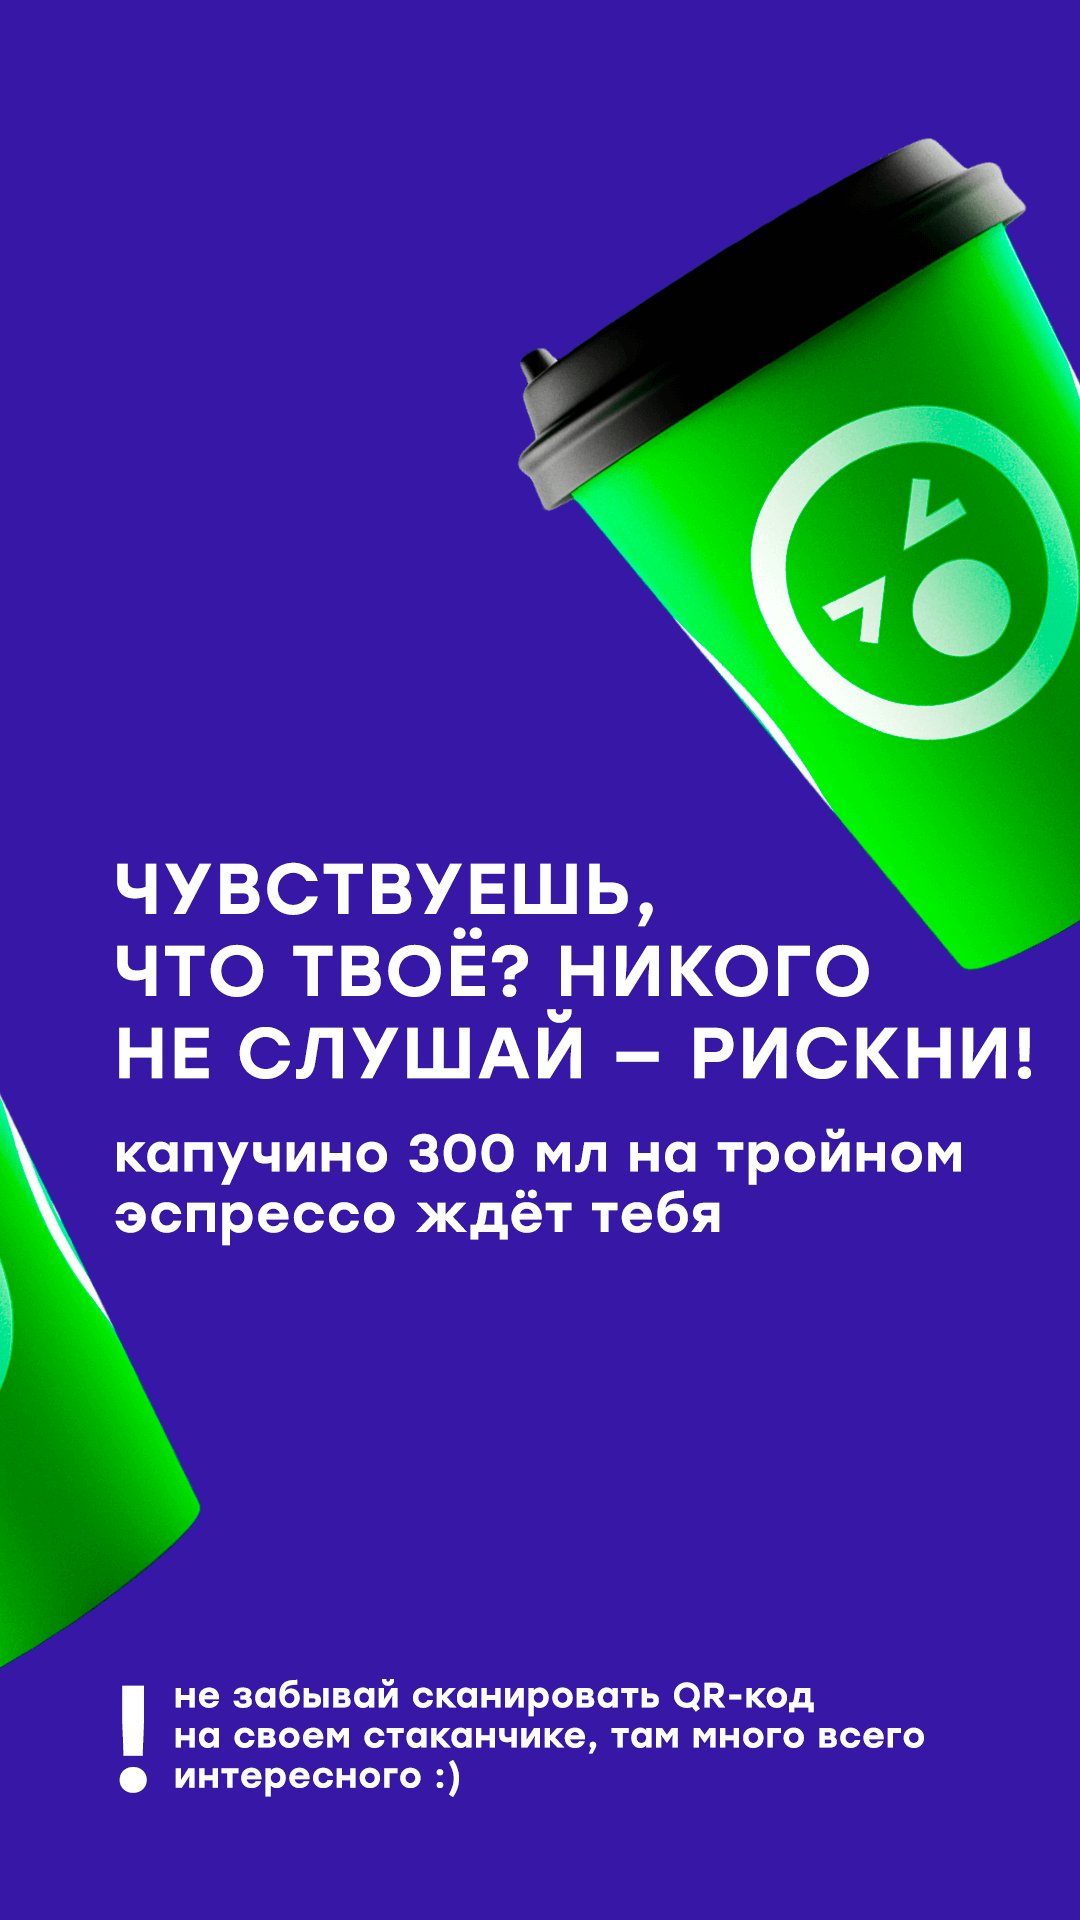 ЧУВСТВУЕШЬ,
ЧТО ТВОЁ? НИКОГО
НЕ СЛУШАЙ – РИСКНИ!
капучино 300 мл на тройном
эспрессо ждёт тебя
! не забывай сканировать QR-код
на своем стаканчике, там много всего
интересного :)